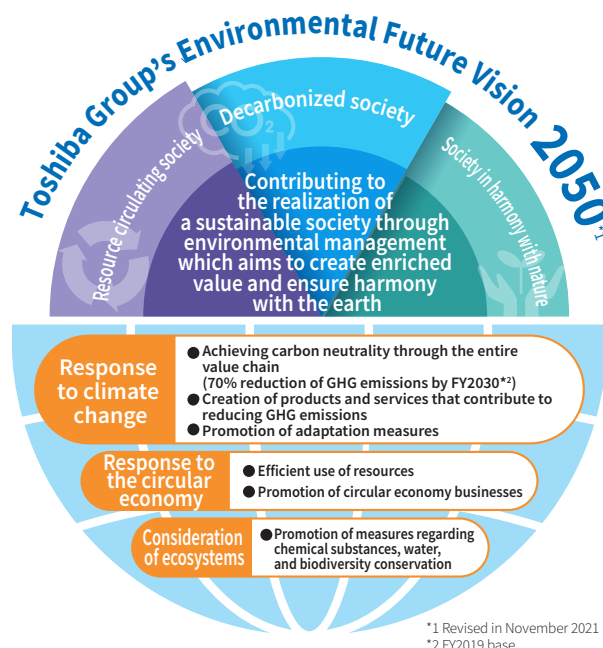 Toshiba Group's Environmental Future Vision 2050*1
Resource circulating society
Decarbonized society
Society in harmony with nature
CO2
Contributing to
the realization of
a sustainable society through
environmental management
which aims to create enriched
value and ensure harmony
with the earth
Response
to climate
change
●Achieving carbon neutrality through the entire
value chain
(70% reduction of GHG emissions by FY2030*2)
●Creation of products and services that contribute to
reducing GHG emissions
●Promotion of adaptation measures
Response to
the circular
economy
●Efficient use of resources
●Promotion of circular economy businesses
Consideration
of ecosystems
●Promotion of measures regarding
chemical substances, water,
and biodiversity conservation
*1 Revised in November 2021
*2 FY2019 base